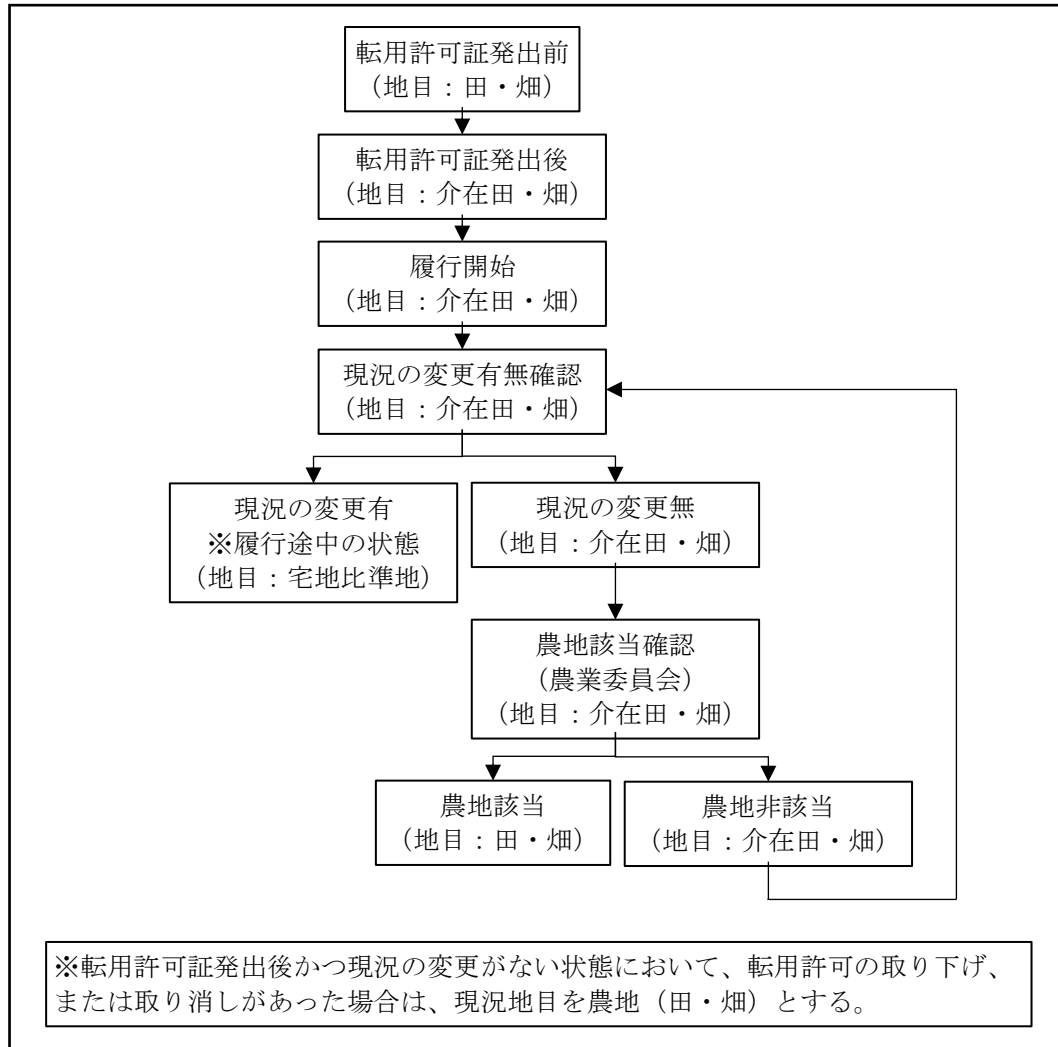 転用許可証発出前
（地目：田・畑）
転用許可証発出後
（地目：介在田・畑）
履行開始
（地目：介在田・畑）
現況の変更有無確認
（地目：介在田・畑）
現況の変更有
※履行途中の状態
（地目：宅地比準地）
現況の変更無
（地目：介在田・畑）
農地該当確認
（農業委員会）
（地目：介在田・畑）
農地該当
（地目：田・畑）
農地非該当
（地目：介在田・畑）
※転用許可証発出後かつ現況の変更がない状態において、転用許可の取り下げ、
または取り消しがあった場合は、現況地目を農地（田・畑）とする。